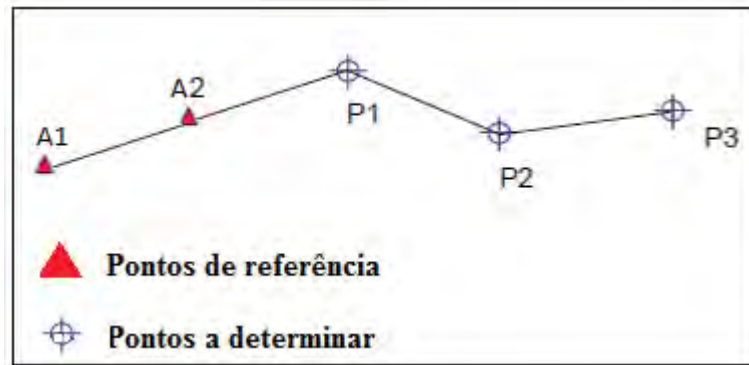 A1
A2
P1
P2
P3
Pontos de referência
Pontos a determinar